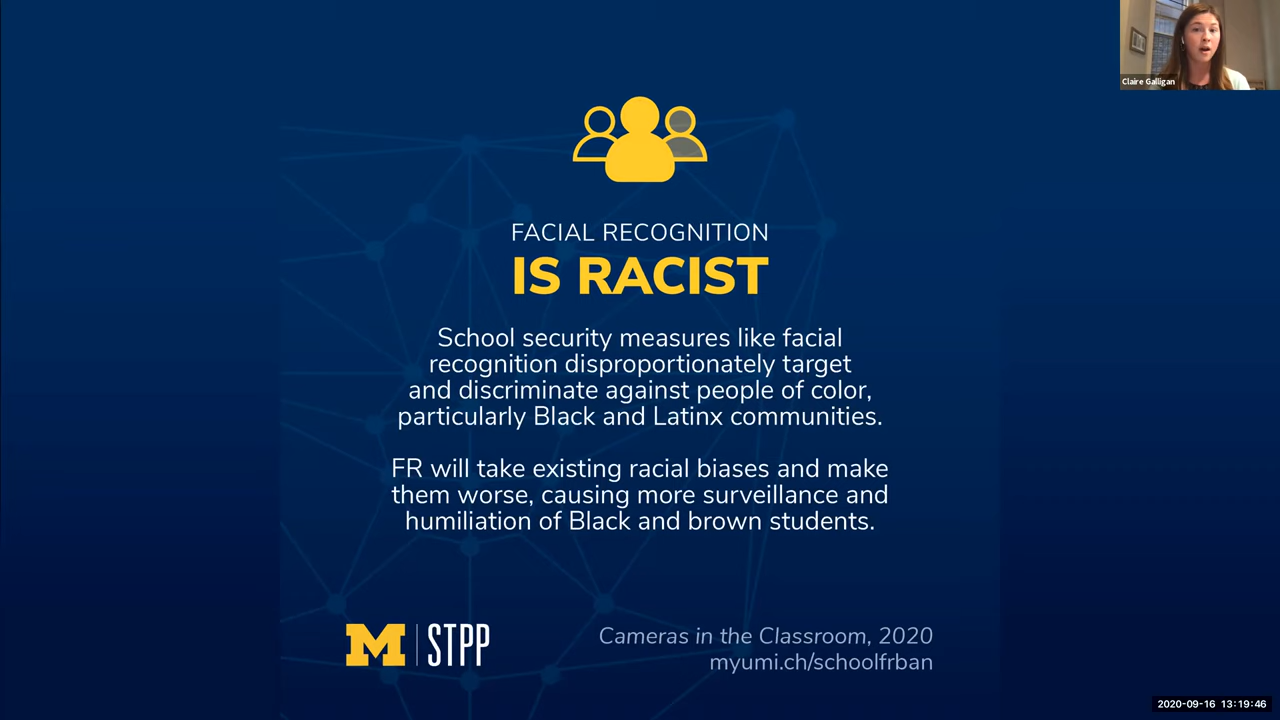 Claire Galligan
FACIAL RECOGNITION
IS RACIST
School security measures like facial
recognition disproportionately target
and discriminate against people of color,
particularly Black and Latinx communities.
FR will take existing racial biases and make
them worse, causing more surveillance and
humiliation of Black and brown students.
M | STPP
Cameras in the Classroom, 2020
myumi.ch/schoolfrban
2020-09-16 13:19:46